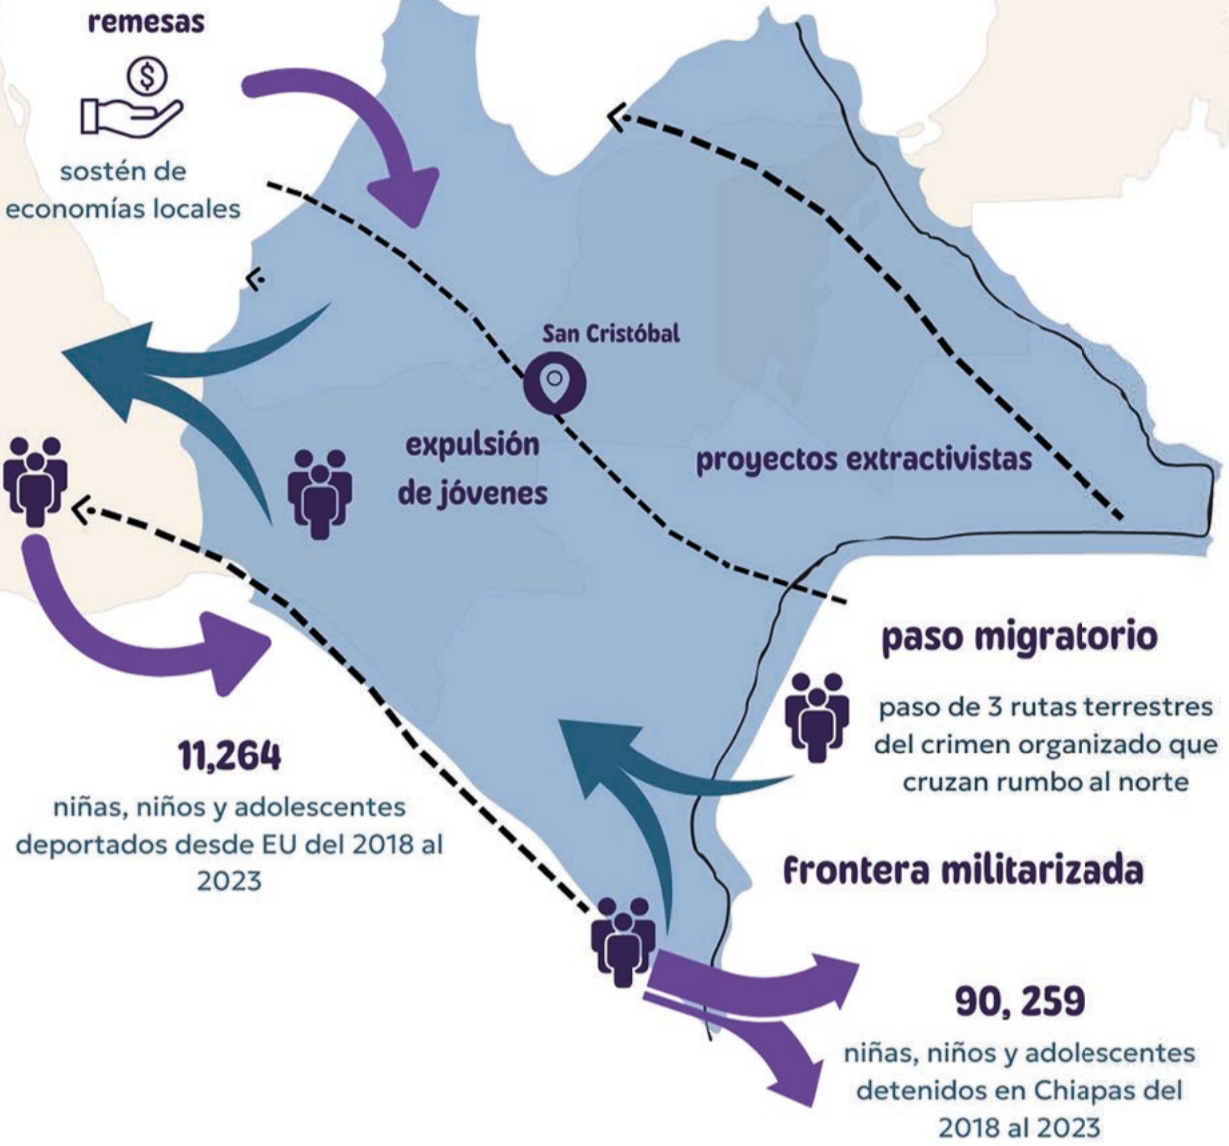 remesas
$
sostén de
economías locales
San Cristóbal
expulsión
de jóvenes
proyectos extractivistas
paso migratorio
paso de 3 rutas terrestres
del crimen organizado que
cruzan rumbo al norte
11,264
niñas, niños y adolescentes
deportados desde EU del 2018 al
2023
frontera militarizada
90, 259
niñas, niños y adolescentes
detenidos en Chiapas del
2018 al 2023